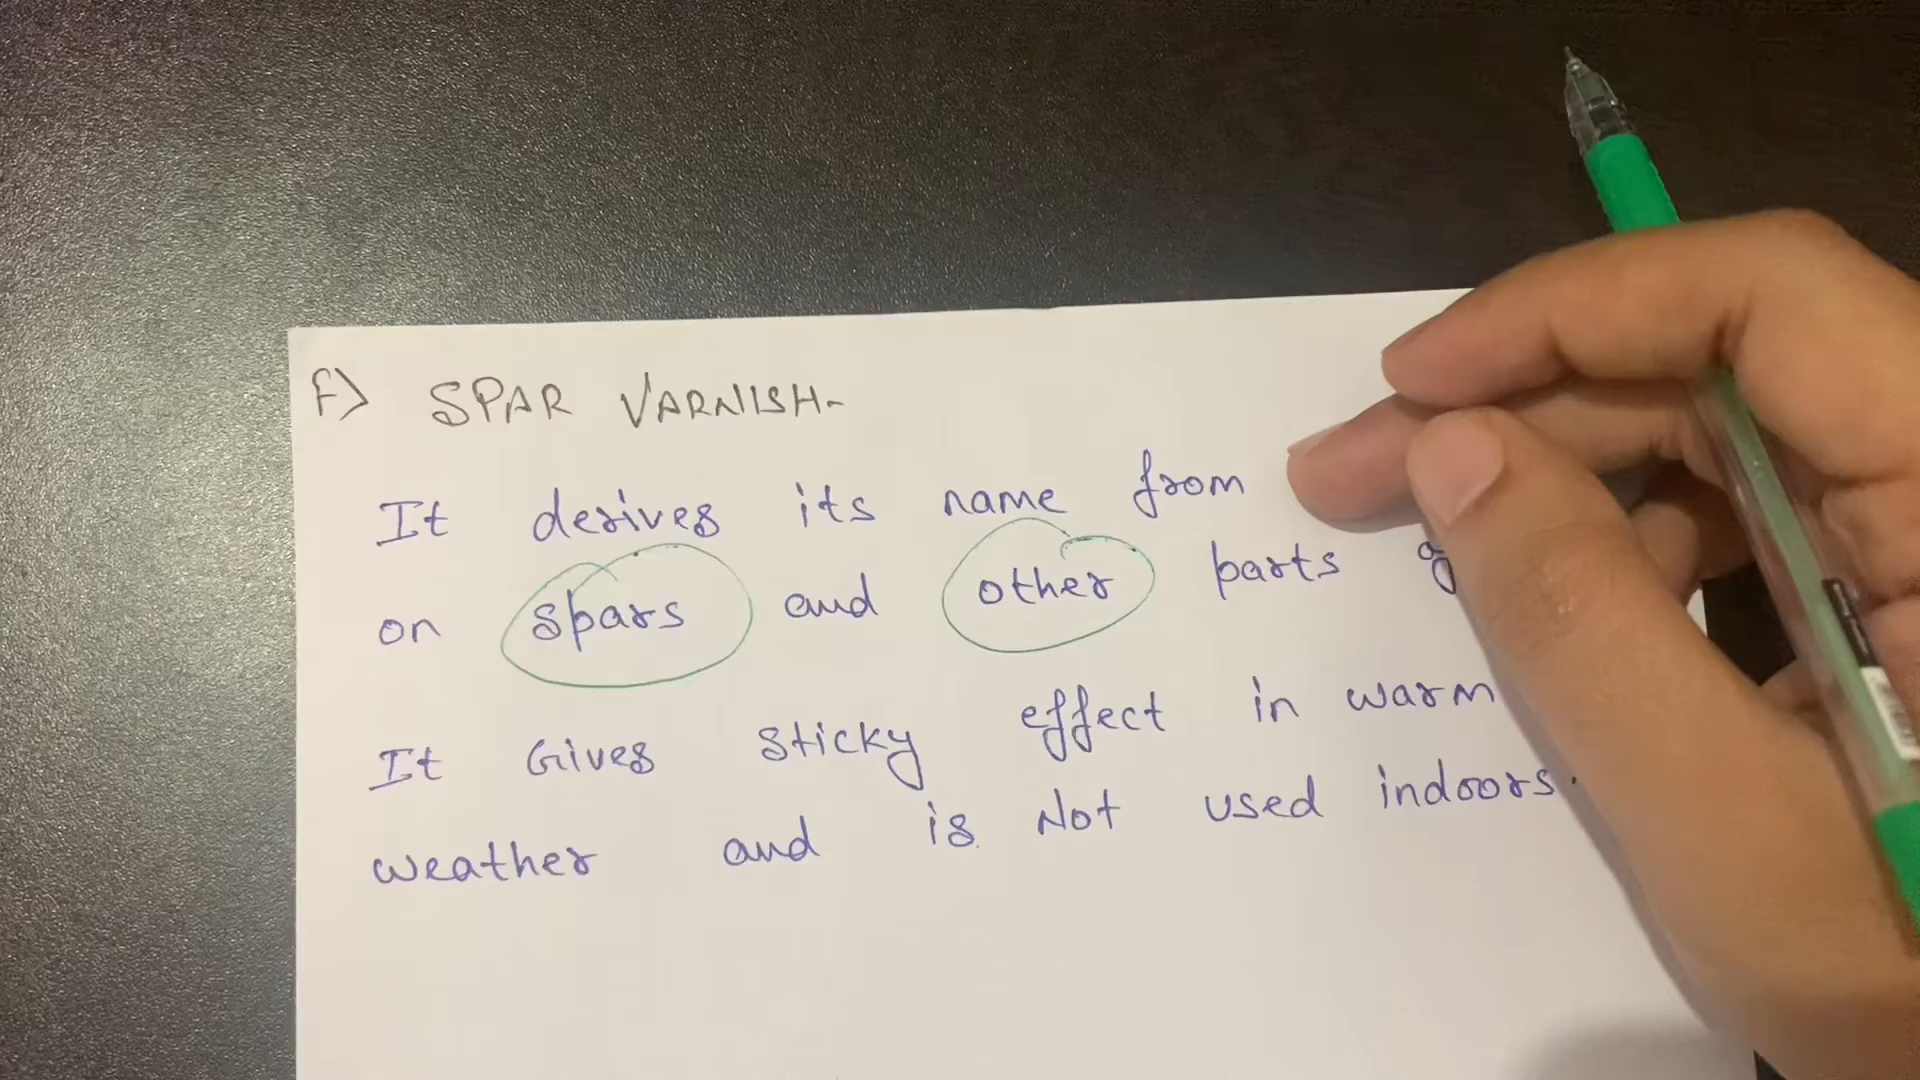 F) SPAR VARNISH-
It derives its name from
on spars and other parts
It Gives sticky effect in warm
weather and is Not used indoors.